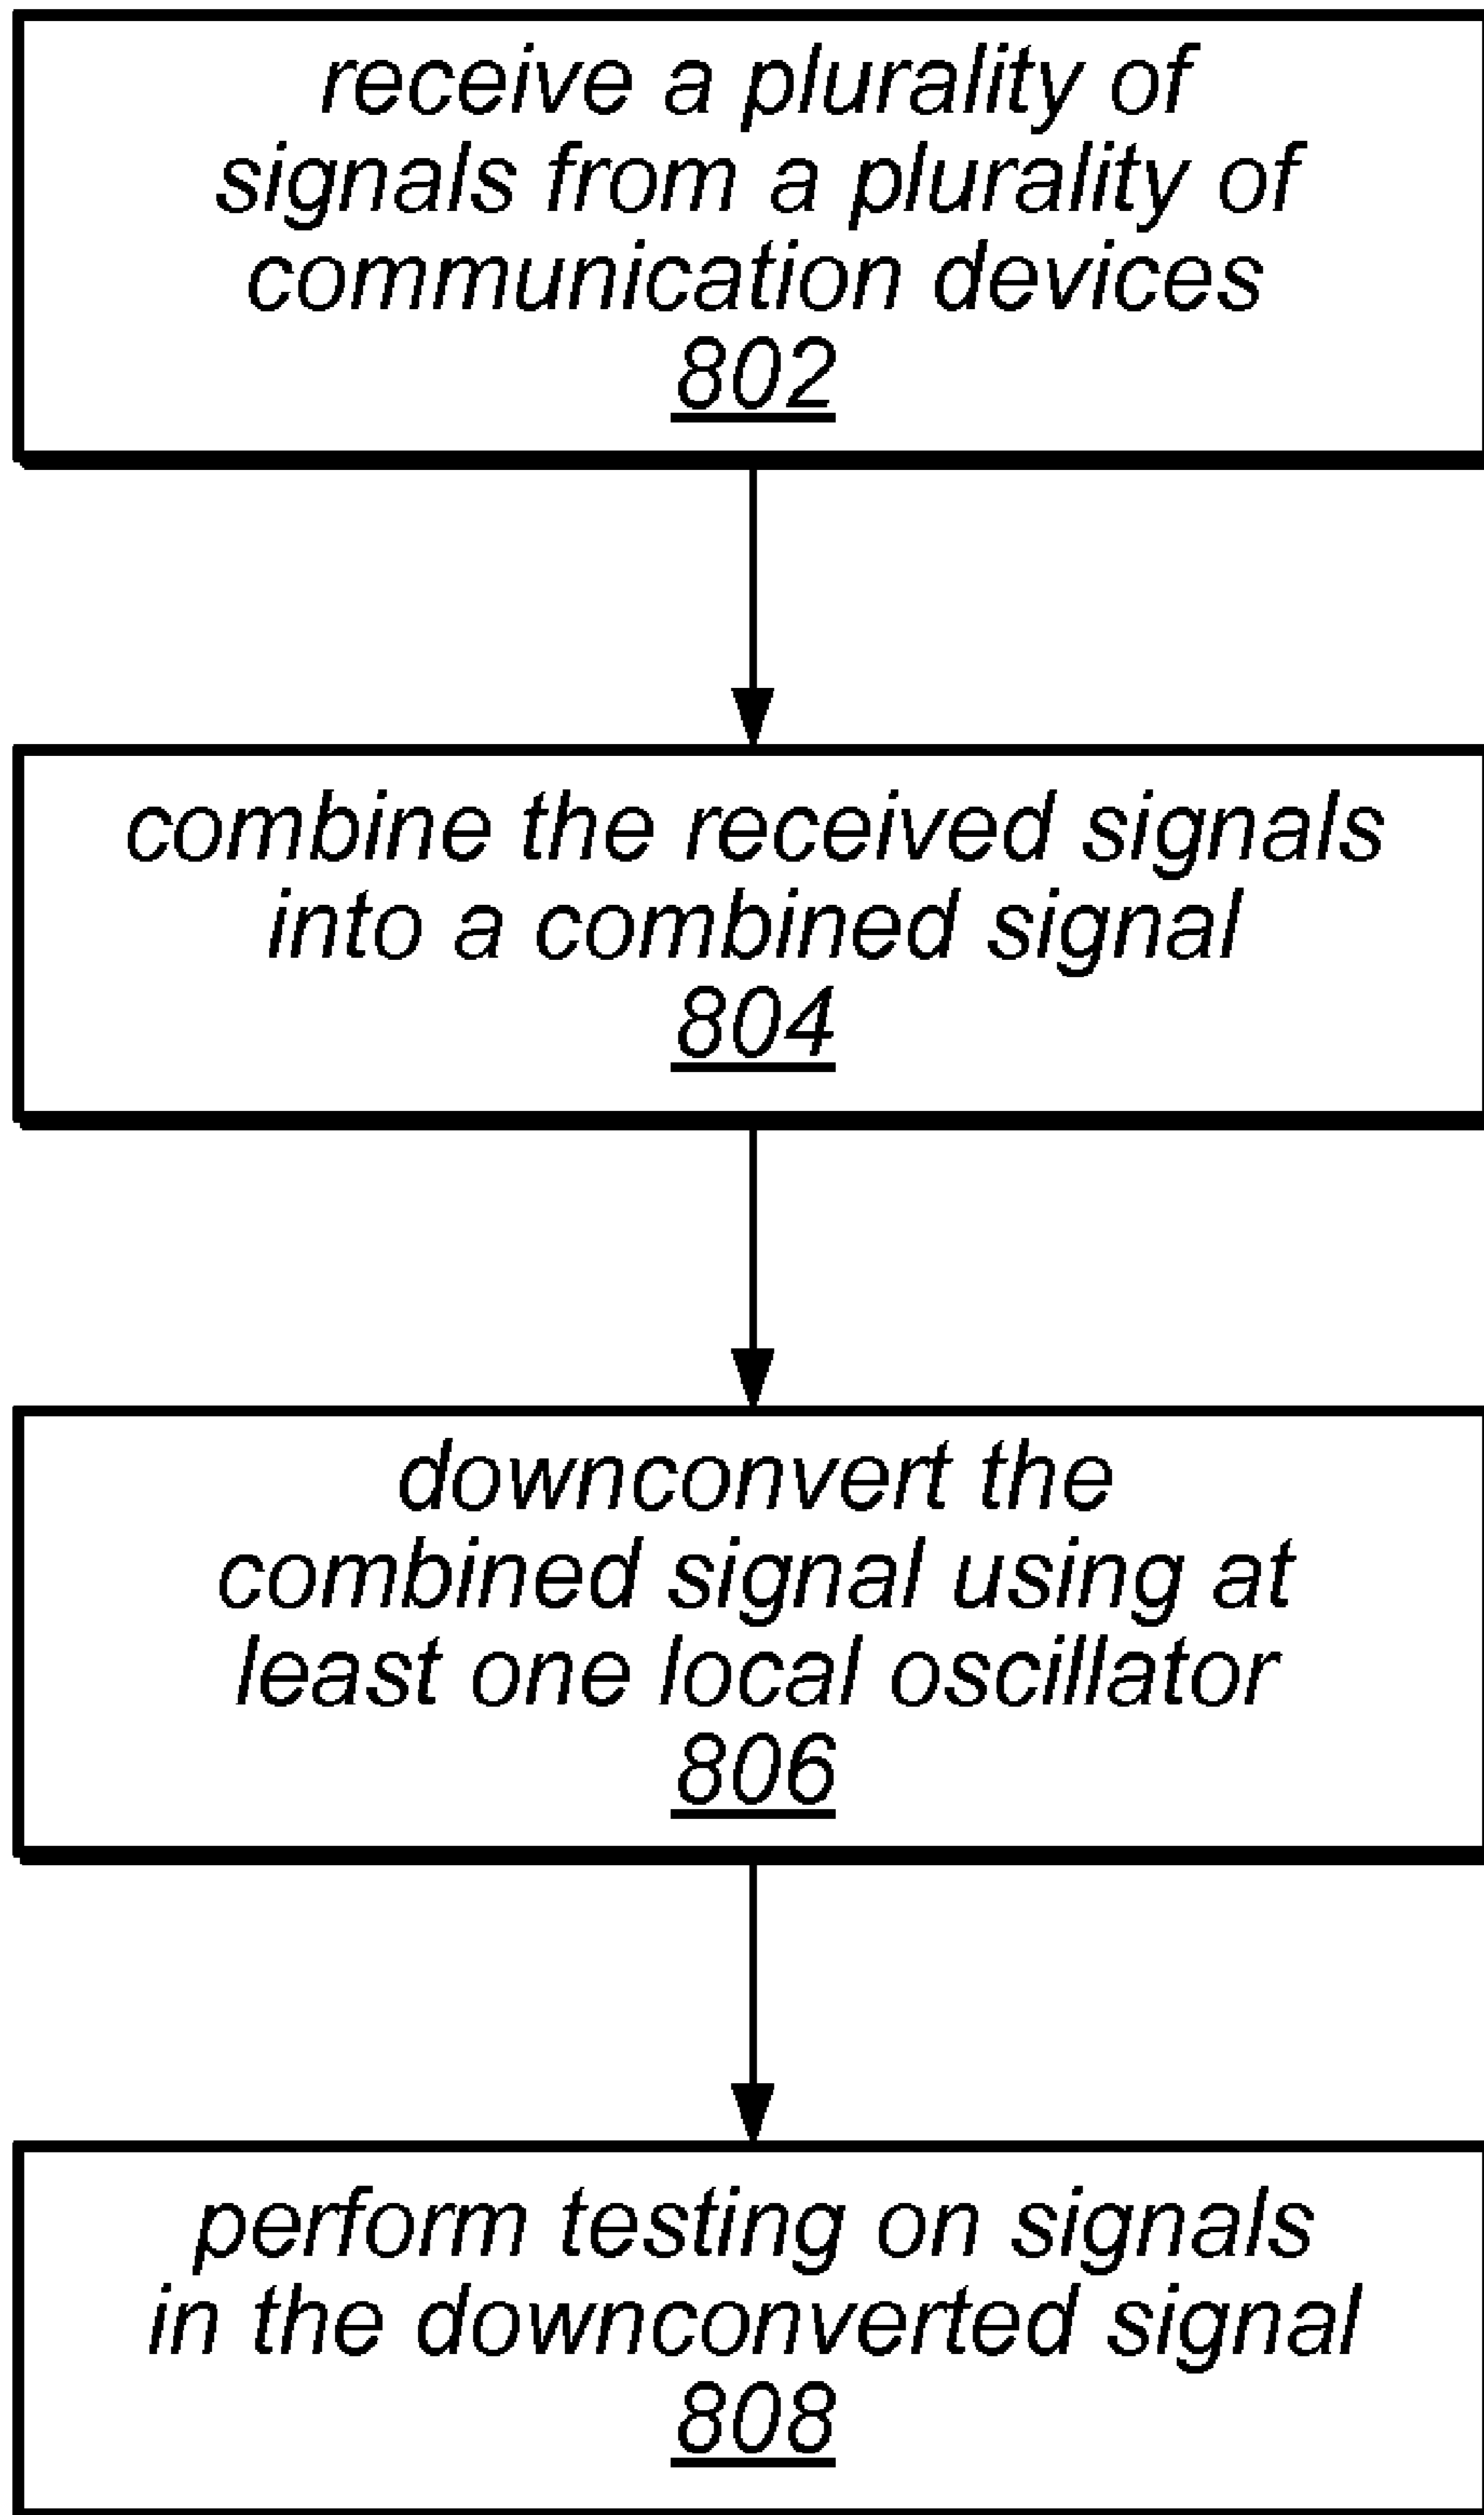 receive a plurality of
signals from a plurality of
communication devices
802
combine the received signals
into a combined signal
804
downconvert the
combined signal using at
least one local oscillator
806
perform testing on signals
in the downconverted signal
808